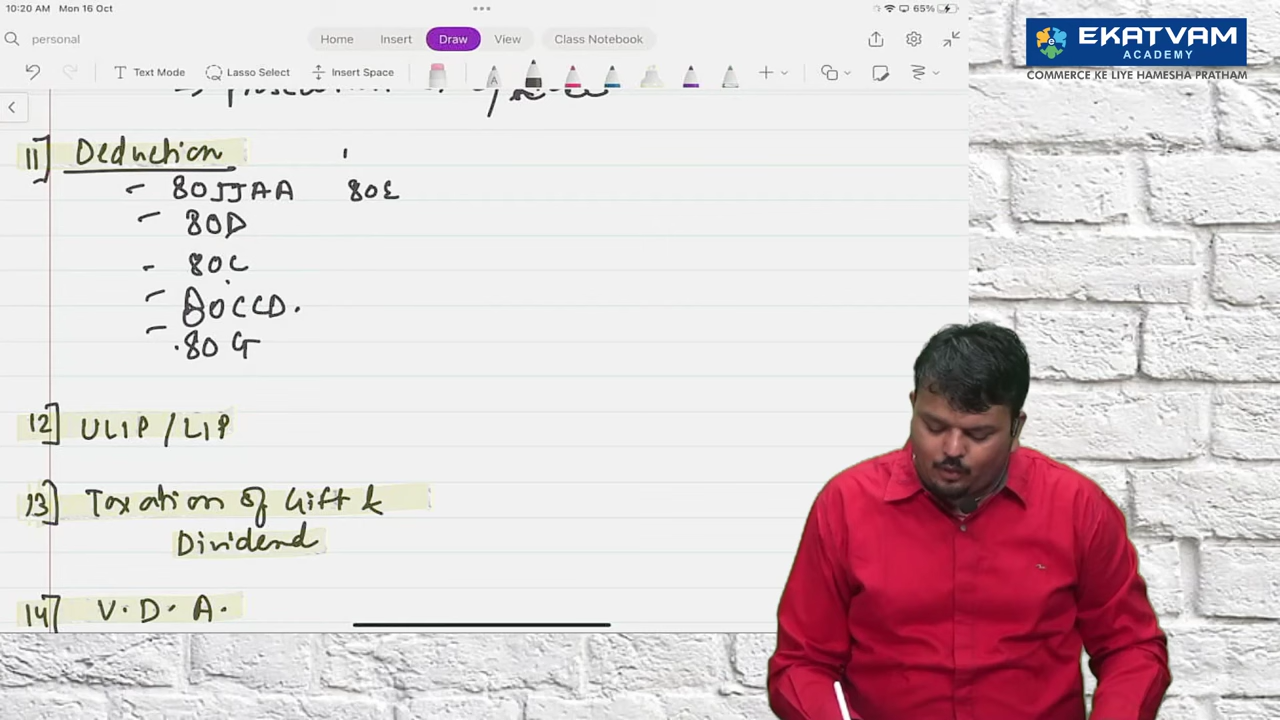 10:20 AM Mon 16 Oct
65%
personal
Home Insert Draw View Class Notebook
Text Mode Lasso Select Insert Space
11] Deduction
- 80JJAA 80E
- 80D
- 80C
- 80CCD.
- 80G
12] ULIP / LIP
13] Taxation of Gift &
Dividend
14] V. D. A.
EKATVAM
ACADEMY
COMMERCE KE LIYE HAMESHA PRATHAM